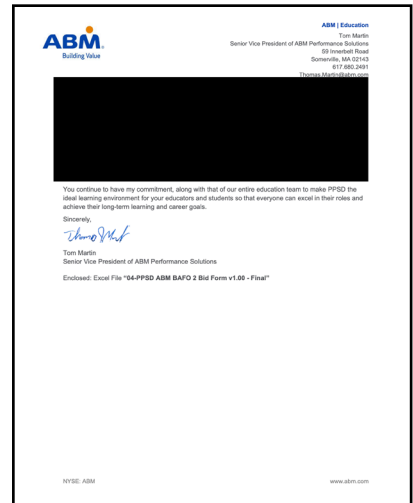 ABM | Education
ABM
Building Value
Tom Martin
Senior Vice President of ABM Performance Solutions
59 Innerbelt Road
Somerville, MA 02143
617.680.2491
Thomas.Martin@abm.com
You continue to have my commitment, along with that of our entire education team to make PPSD the
ideal learning environment for your educators and students so that everyone can excel in their roles and
achieve their long-term learning and career goals.
Sincerely,
Tom Martin
Senior Vice President of ABM Performance Solutions
Enclosed: Excel File "04-PPSD ABM BAFO 2 Bid Form v1.00 - Final"
NYSE: ABM
www.abm.com